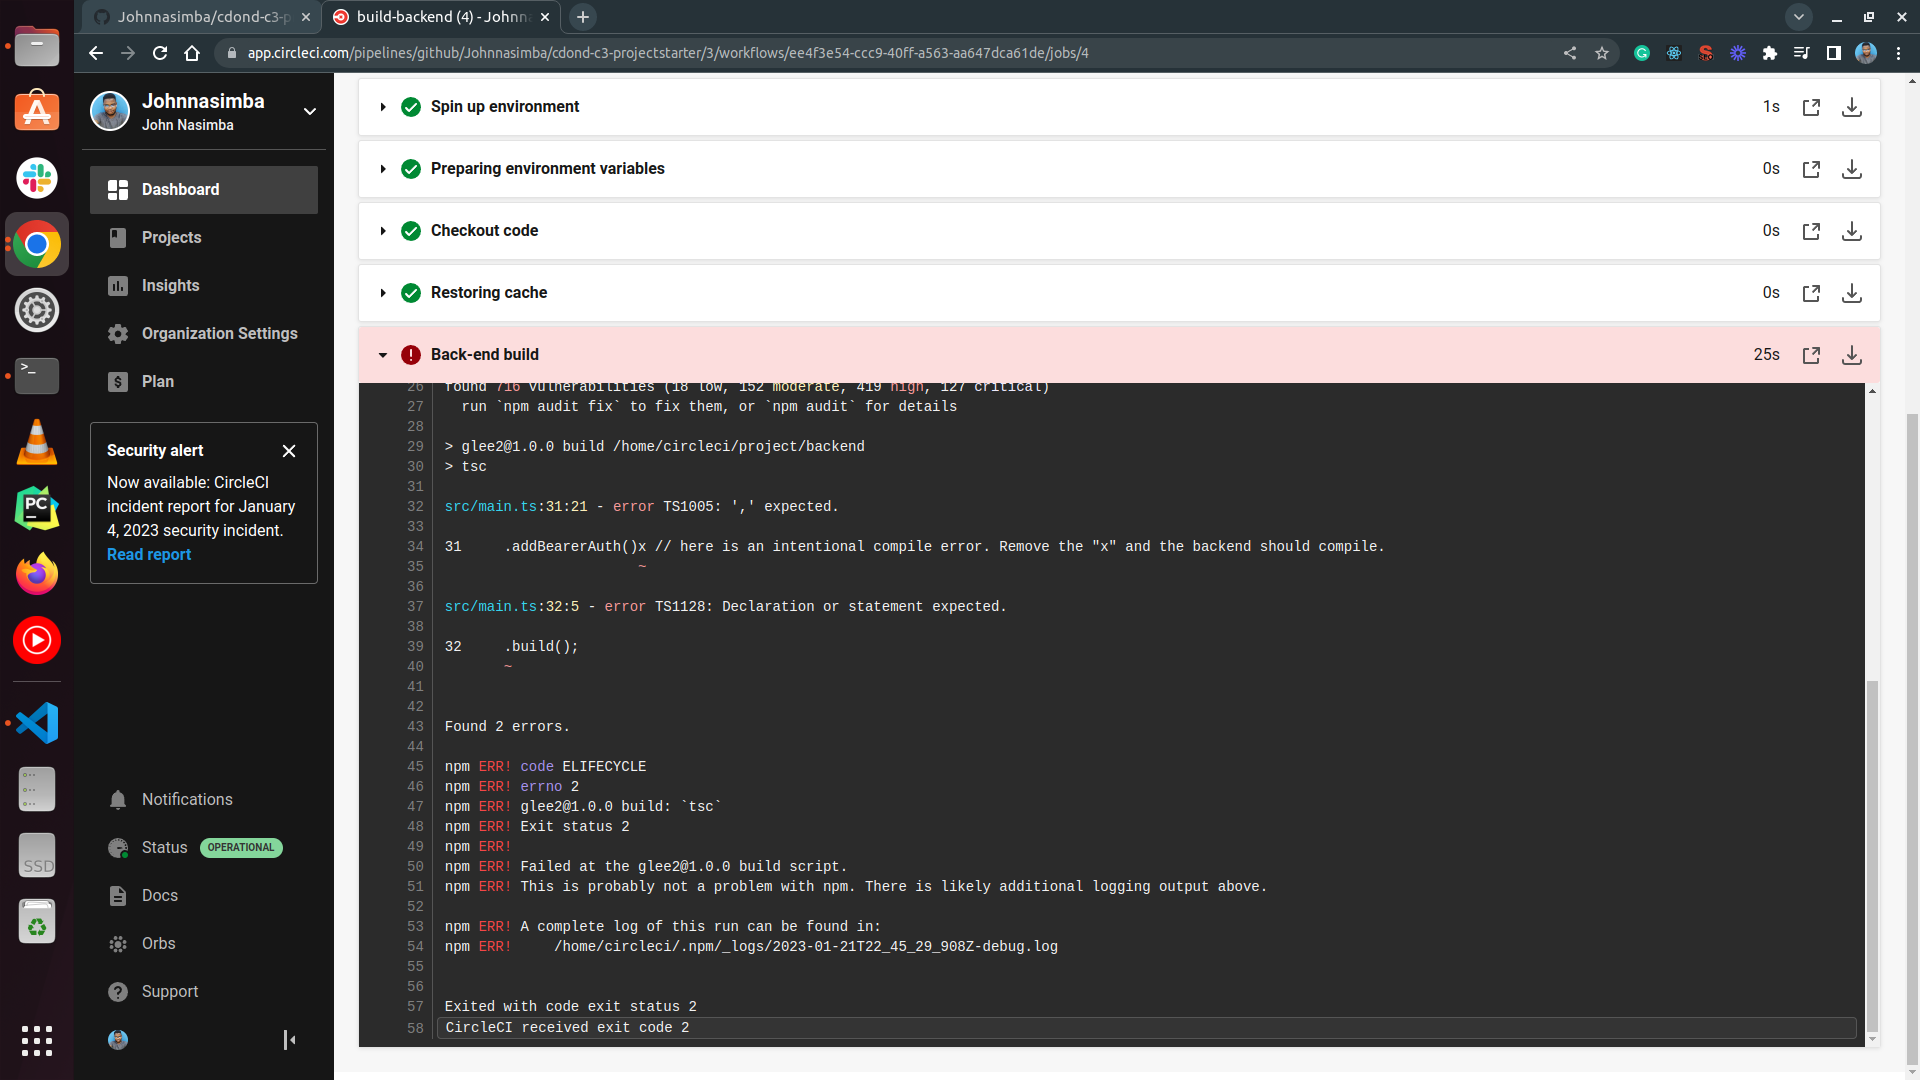 Johnnasimba/cdond-c3-p
build-backend (4) - Johnna
app.circleci.com/pipelines/github/Johnnasimba/cdond-c3-projectstarter/3/workflows/ee4f3e54-ccc9-40ff-a563-aa647dca61de/jobs/4
Johnnasimba
John Nasimba
Dashboard
Projects
Insights
Organization Settings
Plan
Security alert
Now available: CircleCI
incident report for January
4, 2023 security incident.
Read report
Notifications
Status OPERATIONAL
Docs
Orbs
Support
PC
SSD
Spin up environment 1s
Preparing environment variables 0s
Checkout code 0s
Restoring cache 0s
Back-end build 25s
26 found 716 vulnerabilities (18 low, 152 moderate, 419 high, 127 critical)
27 run `npm audit fix` to fix them, or `npm audit` for details
28
29 > glee2@1.0.0 build /home/circleci/project/backend
30 > tsc
31
32 src/main.ts:31:21 - error TS1005: ',' expected.
33
34 31 .addBearerAuth()x // here is an intentional compile error. Remove the "x" and the backend should compile.
35 ~
36
37 src/main.ts:32:5 - error TS1128: Declaration or statement expected.
38
39 32 .build();
40 ~
41
42
43 Found 2 errors.
44
45 npm ERR! code ELIFECYCLE
46 npm ERR! errno 2
47 npm ERR! glee2@1.0.0 build: `tsc`
48 npm ERR! Exit status 2
49 npm ERR!
50 npm ERR! Failed at the glee2@1.0.0 build script.
51 npm ERR! This is probably not a problem with npm. There is likely additional logging output above.
52
53 npm ERR! A complete log of this run can be found in:
54 npm ERR! /home/circleci/.npm/_logs/2023-01-21T22_45_29_908Z-debug.log
55
56
57 Exited with code exit status 2
58 CircleCI received exit code 2